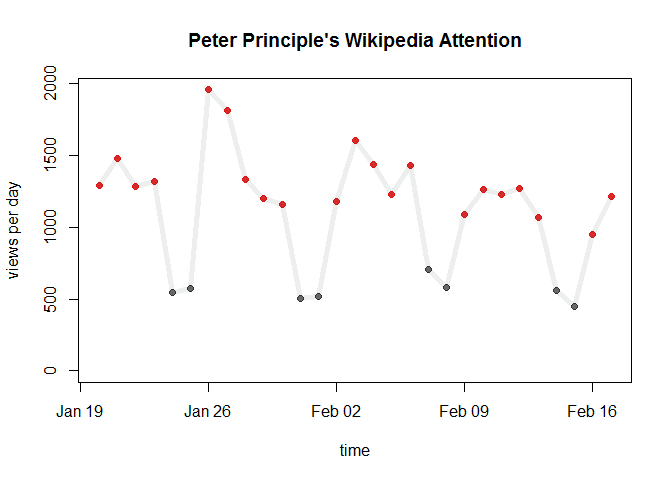 Peter Principle's Wikipedia Attention
views per day
2000
1500
1000
500
0
Jan 19 Jan 26 Feb 02 Feb 09 Feb 16
time